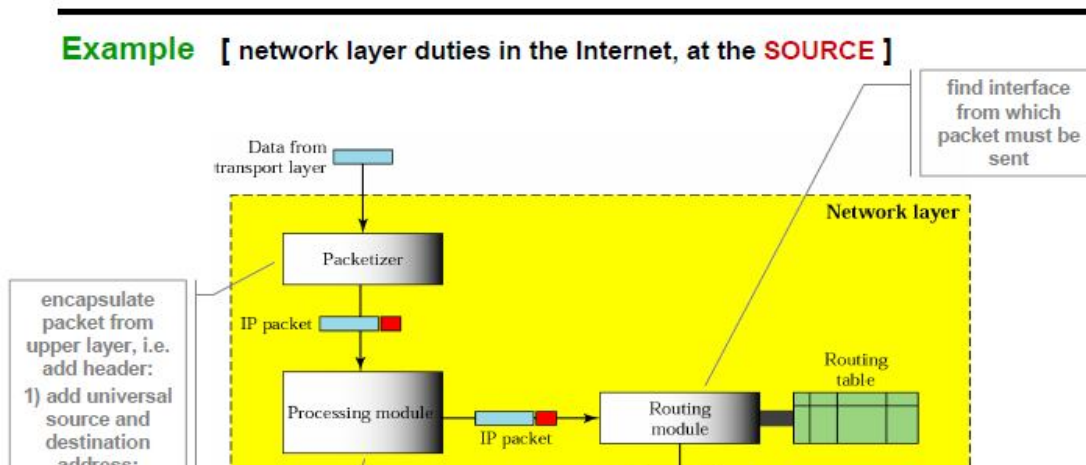 Example [ network layer duties in the Internet, at the SOURCE ]
find interface
from which
packet must be
sent
Data from
transport layer
Network layer
Packetizer
encapsulate
packet from
upper layer, i.e.
add header:
1) add universal
source and
destination
address;
IP packet
Processing module
IP packet
Routing
module
Routing
table